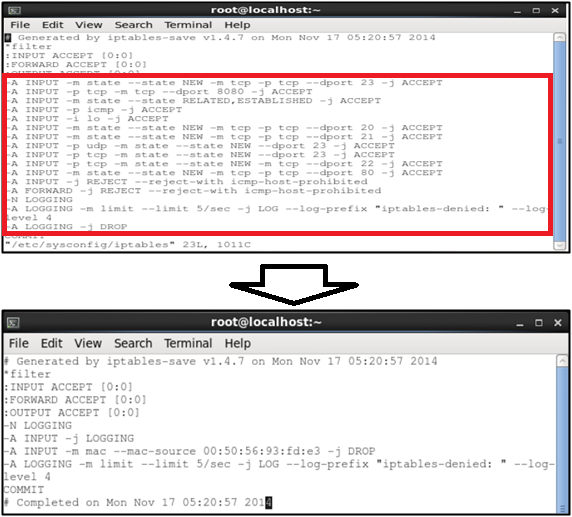 root@localhost:~
File Edit View Search Terminal Help
# Generated by iptables-save v1.4.7 on Mon Nov 17 05:20:57 2014
*filter
:INPUT ACCEPT [0:0]
:FORWARD ACCEPT [0:0]
:OUTPUT ACCEPT [0:0]
-A INPUT -m state --state NEW -m tcp -p tcp --dport 23 -j ACCEPT
-A INPUT -p tcp -m tcp --dport 8080 -j ACCEPT
-A INPUT -m state --state RELATED,ESTABLISHED -j ACCEPT
-A INPUT -p icmp -j ACCEPT
-A INPUT -i lo -j ACCEPT
-A INPUT -m state --state NEW -m tcp -p tcp --dport 20 -j ACCEPT
-A INPUT -m state --state NEW -m tcp -p tcp --dport 21 -j ACCEPT
-A INPUT -p udp -m state --state NEW --dport 23 -j ACCEPT
-A INPUT -p tcp -m state --state NEW --dport 23 -j ACCEPT
-A INPUT -p tcp -m state --state NEW -m tcp --dport 22 -j ACCEPT
-A INPUT -m state --state NEW -m tcp -p tcp --dport 80 -j ACCEPT
-A INPUT -j REJECT --reject-with icmp-host-prohibited
-A FORWARD -j REJECT --reject-with icmp-host-prohibited
-N LOGGING
-A LOGGING -m limit --limit 5/sec -j LOG --log-prefix "iptables-denied: " --log-
level 4
-A LOGGING -j DROP
COMMIT
"/etc/sysconfig/iptables" 23L, 1011C
root@localhost:~
File Edit View Search Terminal Help
# Generated by iptables-save v1.4.7 on Mon Nov 17 05:20:57 2014
*filter
:INPUT ACCEPT [0:0]
:FORWARD ACCEPT [0:0]
:OUTPUT ACCEPT [0:0]
-N LOGGING
-A INPUT -j LOGGING
-A INPUT -m mac --mac-source 00:50:56:93:fd:e3 -j DROP
-A LOGGING -m limit --limit 5/sec -j LOG --log-prefix "iptables-denied: " --log-
level 4
COMMIT
# Completed on Mon Nov 17 05:20:57 2014